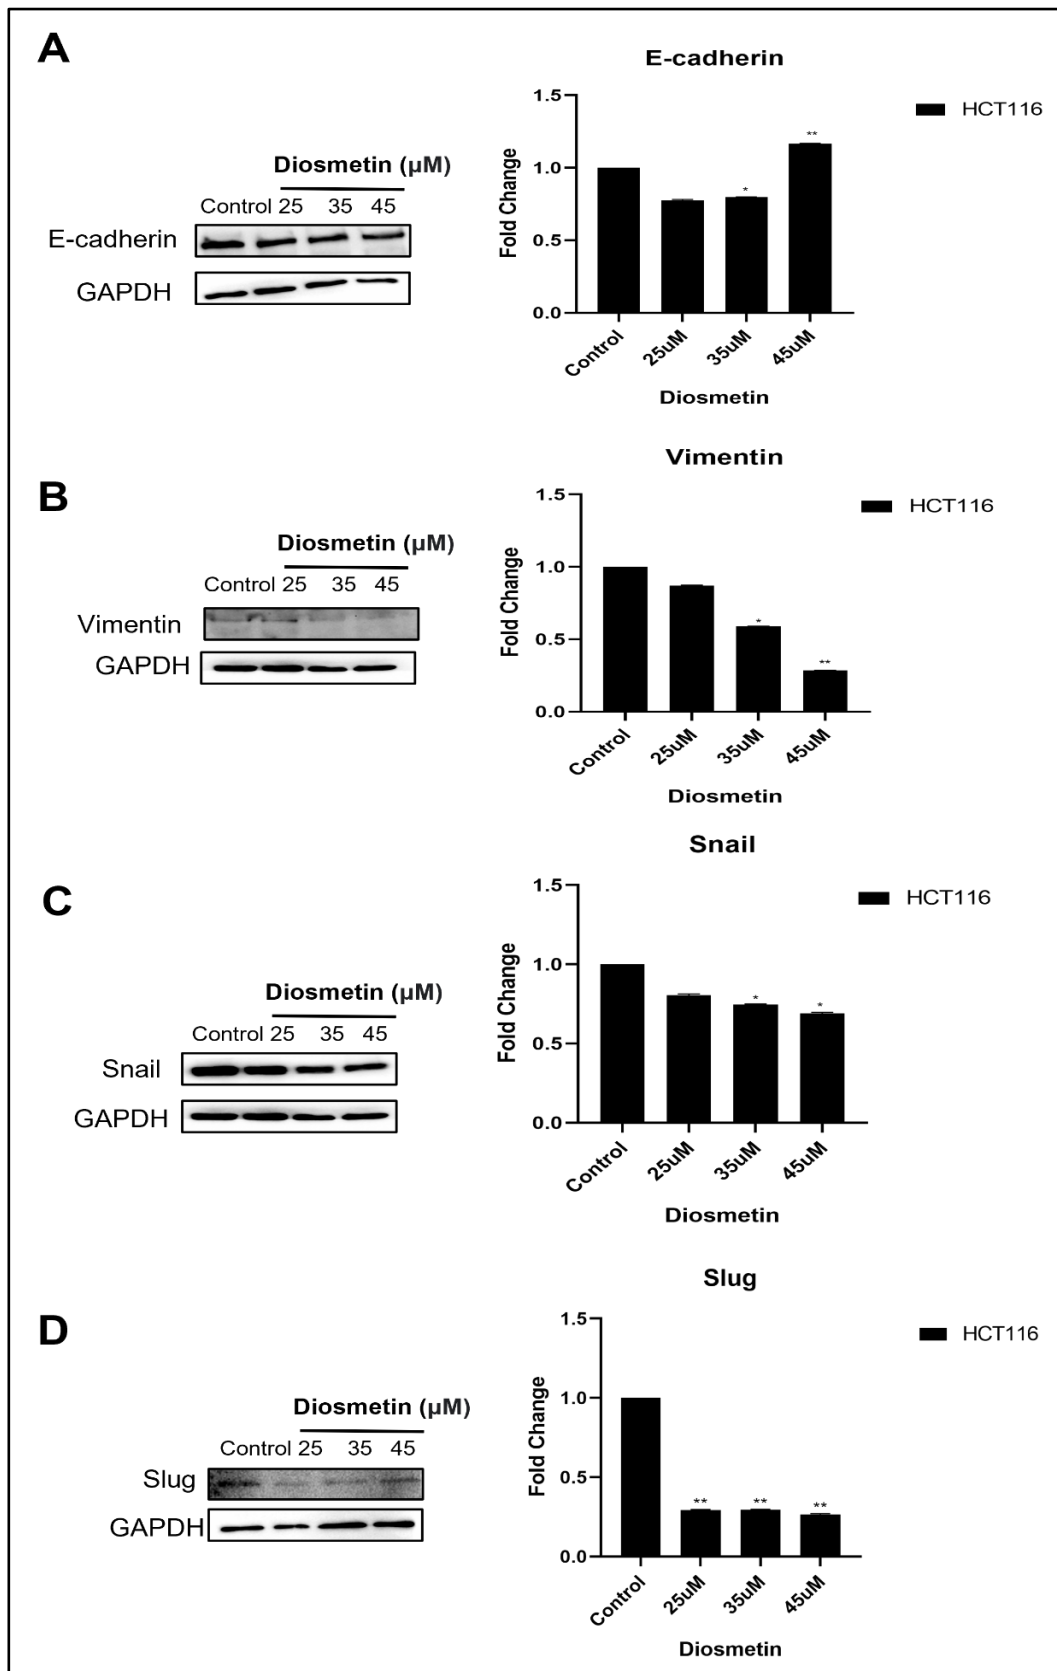 A
E-cadherin
HCT116
Diosmetin (µM)
Control 25 35 45
E-cadherin
GAPDH
Fold Change
1.5
1.0
0.5
0.0
*
**
Control 25uM 35uM 45uM
Diosmetin
B
Vimentin
HCT116
Diosmetin (µM)
Control 25 35 45
Vimentin
GAPDH
Fold Change
1.5
1.0
0.5
0.0
*
**
Control 25uM 35uM 45uM
Diosmetin
C
Snail
HCT116
Diosmetin (µM)
Control 25 35 45
Snail
GAPDH
Fold Change
1.5
1.0
0.5
0.0
*
*
Control 25uM 35uM 45uM
Diosmetin
D
Slug
HCT116
Diosmetin (µM)
Control 25 35 45
Slug
GAPDH
Fold Change
1.5
1.0
0.5
0.0
** ** **
Control 25uM 35uM 45uM
Diosmetin